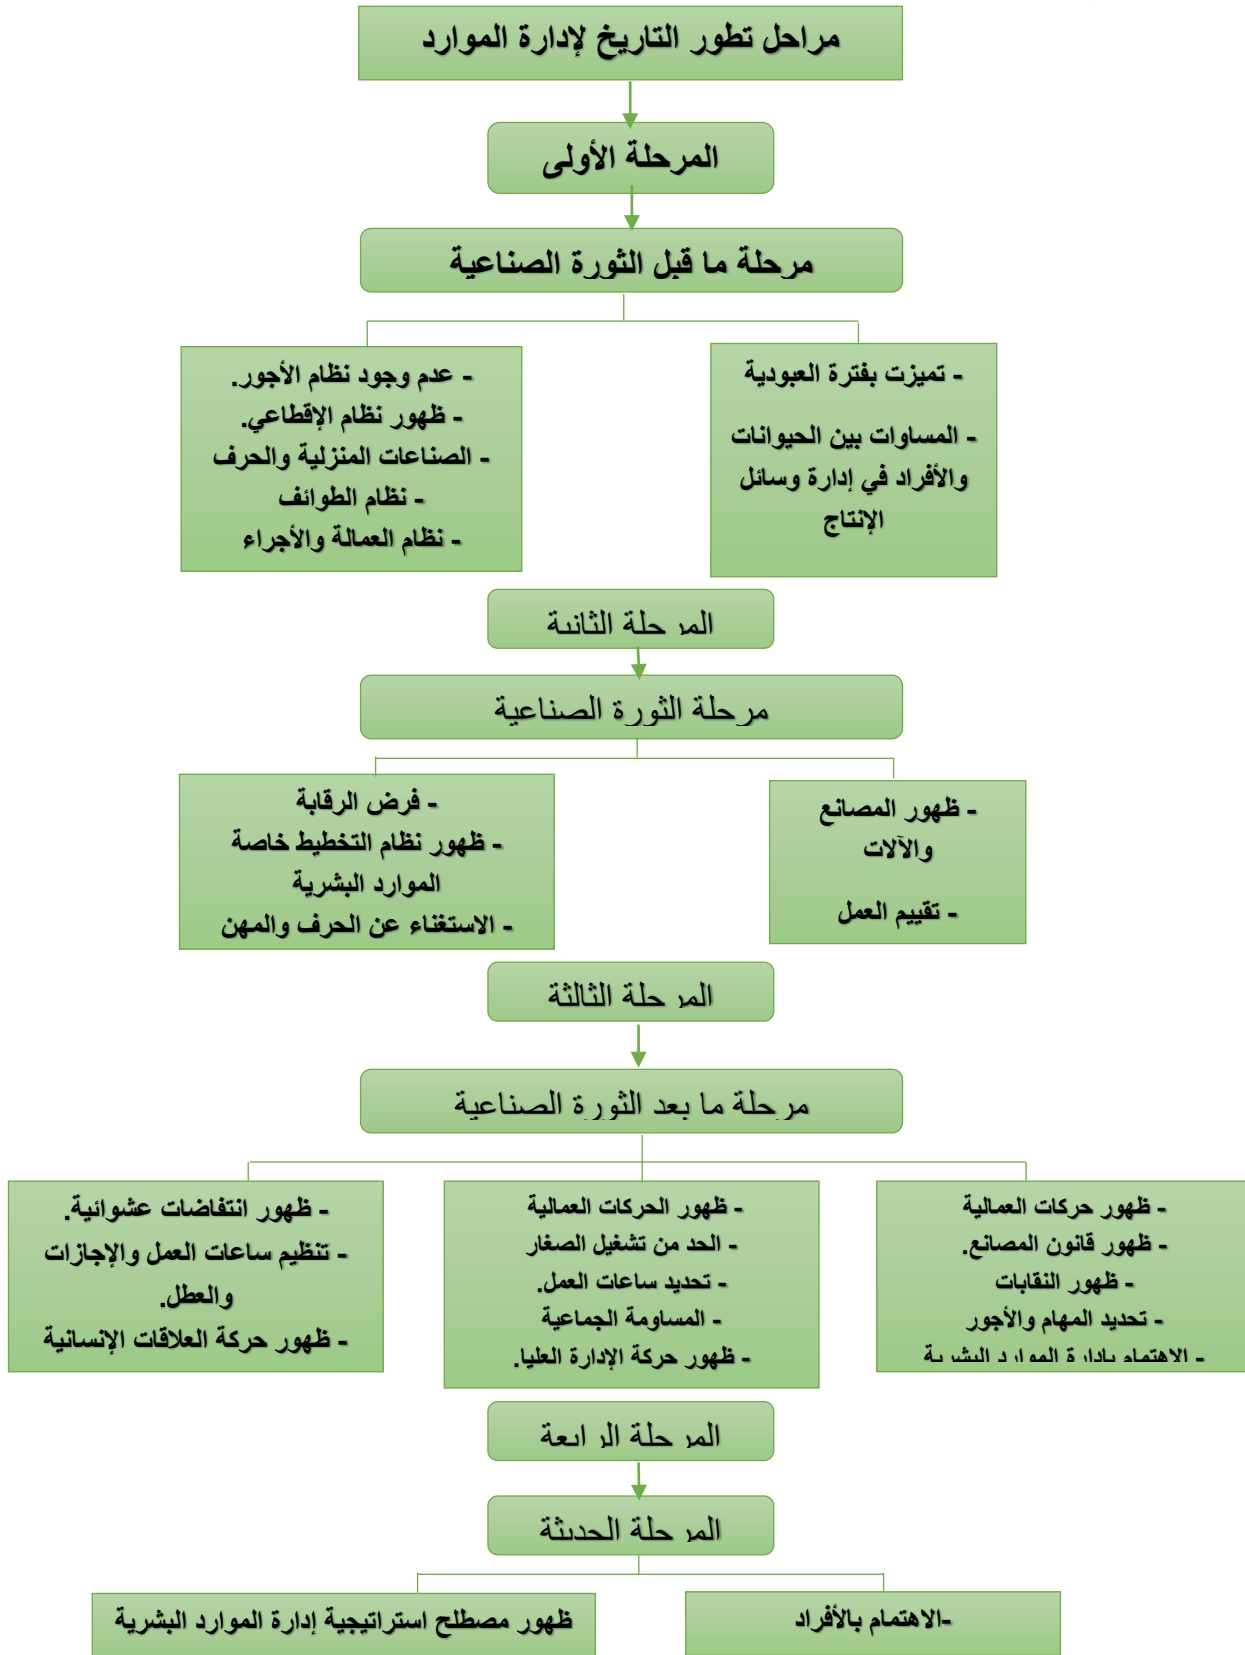 مراحل تطور التاريخ لإدارة الموارد
المرحلة الأولى
مرحلة ما قبل الثورة الصناعية
- تميزت بفترة العبودية
- المساوات بين الحيوانات
والأفراد في إدارة وسائل
الإنتاج
- عدم وجود نظام الأجور.
- ظهور نظام الإقطاعي.
- الصناعات المنزلية والحرف
- نظام الطوائف
- نظام العمالة والأجراء
المرحلة الثانية
مرحلة الثورة الصناعية
- ظهور المصانع
والآلات
- تقييم العمل
- فرض الرقابة
- ظهور نظام التخطيط خاصة
الموارد البشرية
- الاستغناء عن الحرف والمهن
المرحلة الثالثة
مرحلة ما بعد الثورة الصناعية
- ظهور حركات العمالية
- ظهور قانون المصانع.
- ظهور النقابات
- تحديد المهام والأجور
- الاهتمام بإدارة الموارد البشرية
- ظهور الحركات العمالية
- الحد من تشغيل الصغار
- تحديد ساعات العمل.
- المساومة الجماعية
- ظهور حركة الإدارة العليا.
- ظهور انتفاضات عشوائية.
- تنظيم ساعات العمل والإجازات
والعطل.
- ظهور حركة العلاقات الإنسانية
المرحلة الرابعة
المرحلة الحديثة
-الاهتمام بالأفراد
ظهور مصطلح استراتيجية إدارة الموارد البشرية